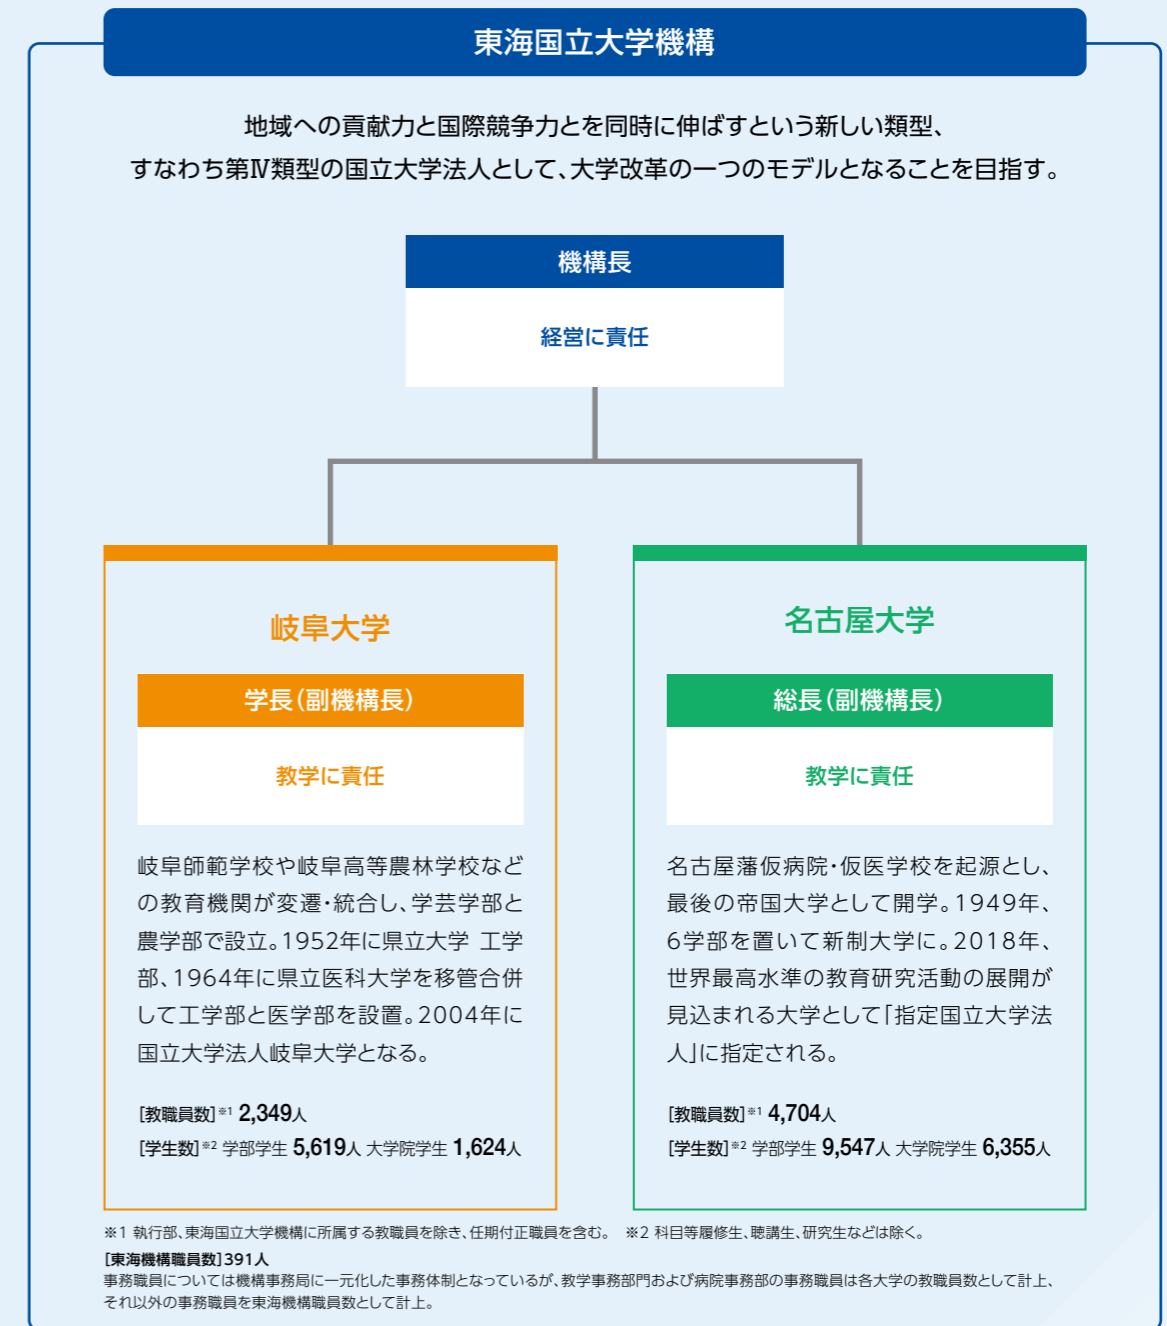 東海国立大学機構
地域への貢献力と国際競争力とを同時に伸ばすという新しい類型、
すなわち第Ⅳ類型の国立大学法人として、大学改革の一つのモデルとなることを目指す。
機構長
経営に責任
岐阜大学
学長（副機構長）
教学に責任
岐阜師範学校や岐阜高等農林学校など
の教育機関が変遷・統合し、学芸学部と
農学部で設立。1952年に県立大学 工学
部、1964年に県立医科大学を移管合併
して工学部と医学部を設置。2004年に
国立大学法人岐阜大学となる。
［教職員数］※1 2,349人
［学生数］※2 学部学生 5,619人 大学院学生 1,624人
名古屋大学
総長（副機構長）
教学に責任
名古屋藩仮病院・仮医学校を起源とし、
最後の帝国大学として開学。1949年、
6学部を置いて新制大学に。2018年、
世界最高水準の教育研究活動の展開が
見込まれる大学として「指定国立大学法
人」に指定される。
［教職員数］※1 4,704人
［学生数］※2 学部学生 9,547人 大学院学生 6,355人
※1 執行部、東海国立大学機構に所属する教職員を除き、任期付正職員を含む。 ※2 科目等履修生、聴講生、研究生などは除く。
［東海機構職員数］391人
事務職員については機構事務局に一元化した事務体制となっているが、教学事務部門および病院事務部の事務職員は各大学の教職員数として計上、
それ以外の事務職員を東海機構職員数として計上。